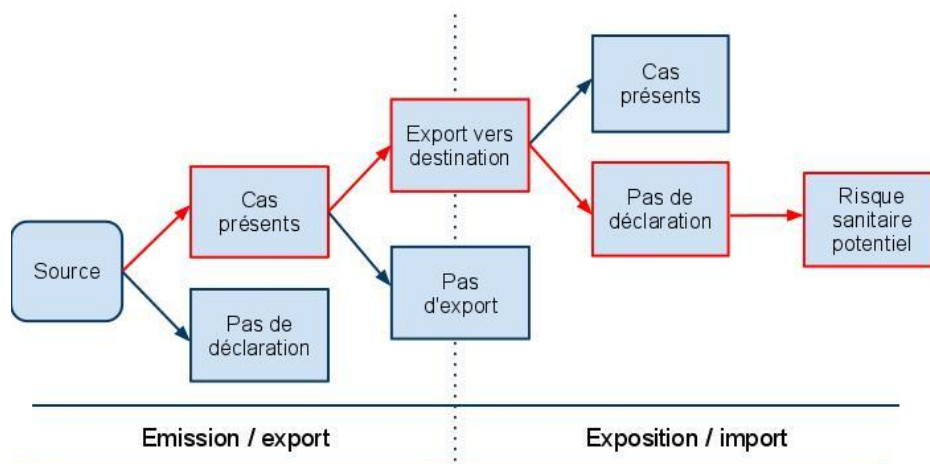 Source
Cas
présents
Pas de
déclaration
Export vers
destination
Pas
d'export
Cas
présents
Pas de
déclaration
Risque
sanitaire
potentiel
Emission / export
Exposition / import